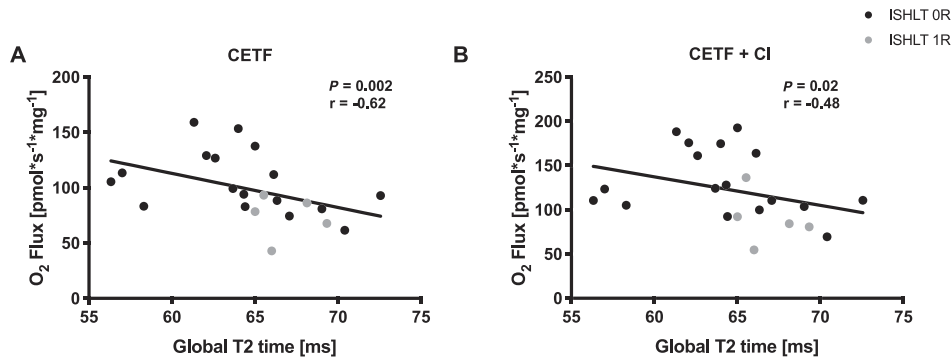 ISHLT 0R
ISHLT 1R
A
CETF
P = 0.002
r = -0.62
200
150
100
50
0
O₂ Flux [pmol*s⁻¹*mg⁻¹]
55 60 65 70 75
Global T2 time [ms]
B
CETF + CI
P = 0.02
r = -0.48
250
200
150
100
50
0
O₂ Flux [pmol*s⁻¹*mg⁻¹]
55 60 65 70 75
Global T2 time [ms]